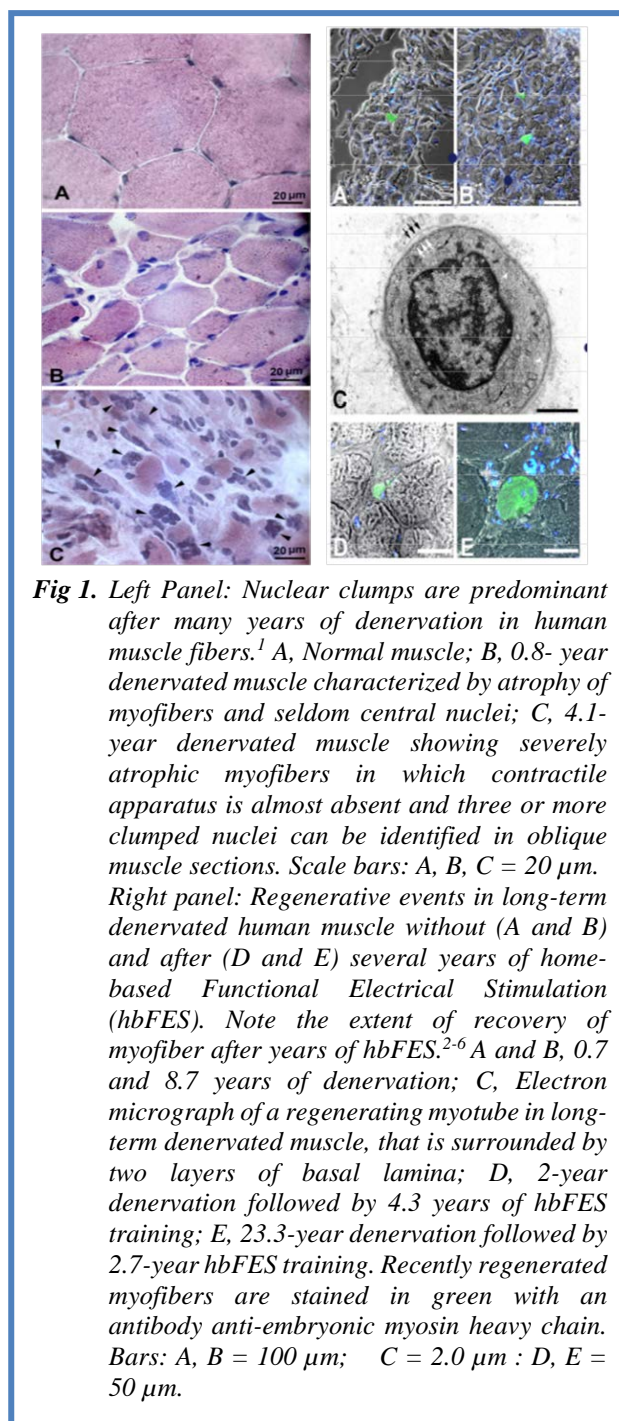 A
20 µm
B
20 µm
C
20 µm
A
B
C
D
E
Fig 1. Left Panel: Nuclear clumps are predominant
after many years of denervation in human
muscle fibers.1 A, Normal muscle; B, 0.8- year
denervated muscle characterized by atrophy of
myofibers and seldom central nuclei; C, 4.1-
year denervated muscle showing severely
atrophic myofibers in which contractile
apparatus is almost absent and three or more
clumped nuclei can be identified in oblique
muscle sections. Scale bars: A, B, C = 20 µm.
Right panel: Regenerative events in long-term
denervated human muscle without (A and B)
and after (D and E) several years of home-
based Functional Electrical Stimulation
(hbFES). Note the extent of recovery of
myofiber after years of hbFES.2-6 A and B, 0.7
and 8.7 years of denervation; C, Electron
micrograph of a regenerating myotube in long-
term denervated muscle, that is surrounded by
two layers of basal lamina; D, 2-year
denervation followed by 4.3 years of hbFES
training; E, 23.3-year denervation followed by
2.7-year hbFES training. Recently regenerated
myofibers are stained in green with an
antibody anti-embryonic myosin heavy chain.
Bars: A, B = 100 µm; C = 2.0 µm : D, E =
50 µm.